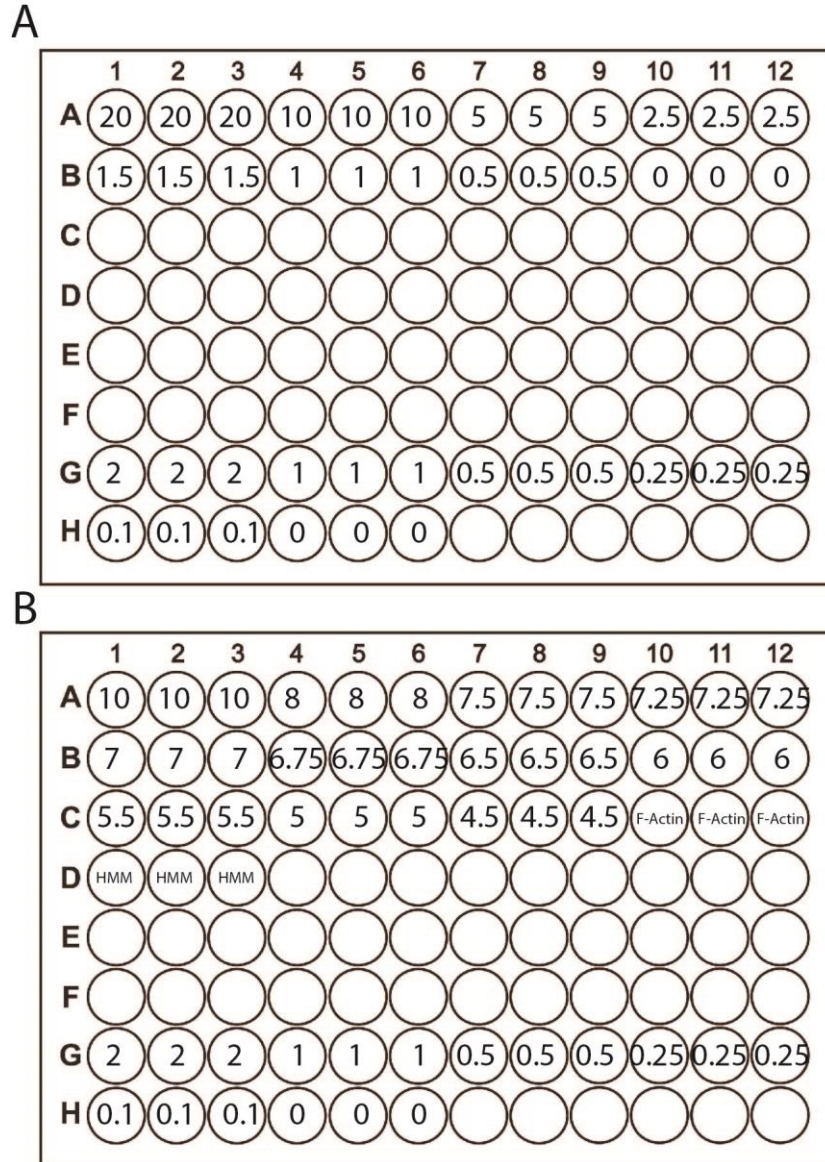 A
1 2 3 4 5 6 7 8 9 10 11 12
A 20 20 20 10 10 10 5 5 5 2.5 2.5 2.5
B 1.5 1.5 1.5 1 1 1 0.5 0.5 0.5 0 0 0
C
D
E
F
G 2 2 2 1 1 1 0.5 0.5 0.5 0.25 0.25 0.25
H 0.1 0.1 0.1 0 0 0
B
1 2 3 4 5 6 7 8 9 10 11 12
A 10 10 10 8 8 8 7.5 7.5 7.5 7.25 7.25 7.25
B 7 7 7 6.75 6.75 6.75 6.5 6.5 6.5 6 6 6
C 5.5 5.5 5.5 5 5 5 4.5 4.5 4.5 F-Actin F-Actin F-Actin
D HMM HMM HMM
E
F
G 2 2 2 1 1 1 0.5 0.5 0.5 0.25 0.25 0.25
H 0.1 0.1 0.1 0 0 0